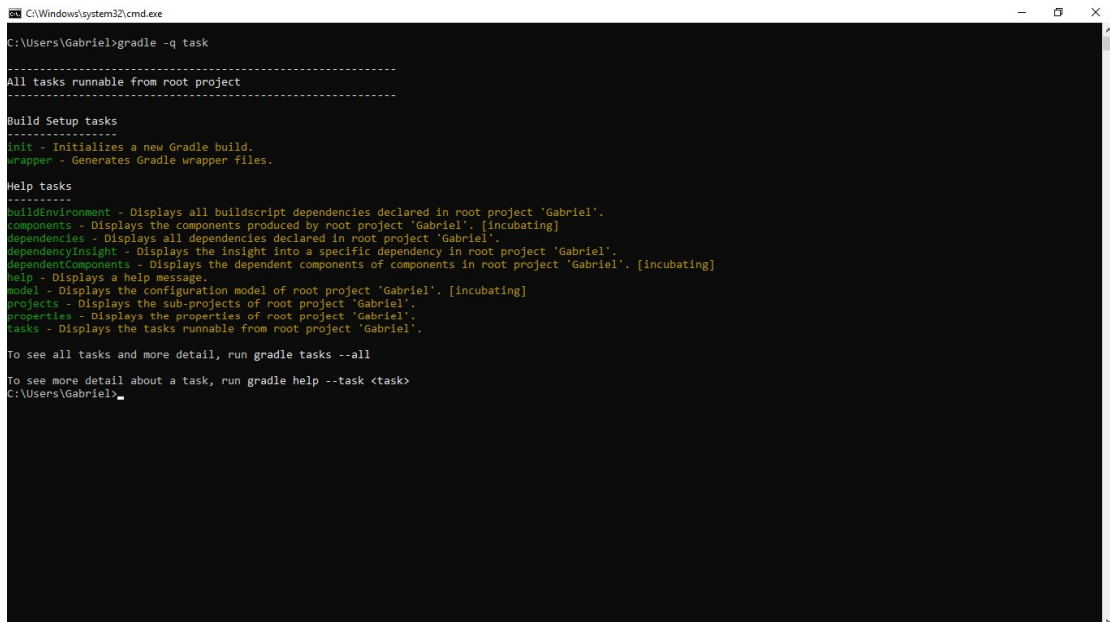 C:\Windows\system32\cmd.exe
C:\Users\Gabriel>gradle -q task
------------------------------------------------------------
All tasks runnable from root project
------------------------------------------------------------
Build Setup tasks
-----------------
init - Initializes a new Gradle build.
wrapper - Generates Gradle wrapper files.
Help tasks
----------
buildEnvironment - Displays all buildscript dependencies declared in root project 'Gabriel'.
components - Displays the components produced by root project 'Gabriel'. [incubating]
dependencies - Displays all dependencies declared in root project 'Gabriel'.
dependencyInsight - Displays the insight into a specific dependency in root project 'Gabriel'.
dependentComponents - Displays the dependent components of components in root project 'Gabriel'. [incubating]
help - Displays a help message.
model - Displays the configuration model of root project 'Gabriel'. [incubating]
projects - Displays the sub-projects of root project 'Gabriel'.
properties - Displays the properties of root project 'Gabriel'.
tasks - Displays the tasks runnable from root project 'Gabriel'.
To see all tasks and more detail, run gradle tasks --all
To see more detail about a task, run gradle help --task <task>
C:\Users\Gabriel>